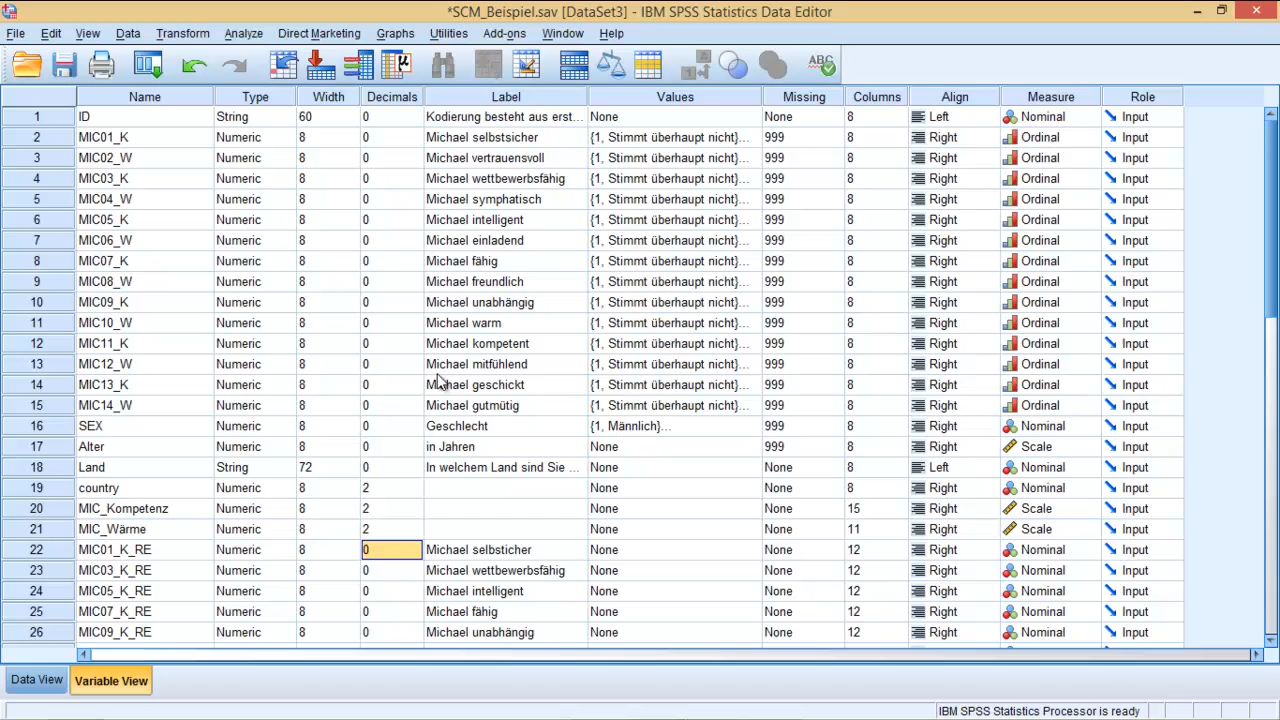 *SCM_Beispiel.sav [DataSet3] - IBM SPSS Statistics Data Editor
File Edit View Data Transform Analyze Direct Marketing Graphs Utilities Add-ons Window Help
Name Type Width Decimals Label Values Missing Columns Align Measure Role
1 ID String 60 0 Kodierung besteht aus erst... None None 8 Left Nominal Input
2 MIC01_K Numeric 8 0 Michael selbstsicher {1, Stimmt überhaupt nicht}... 999 8 Right Ordinal Input
3 MIC02_W Numeric 8 0 Michael vertrauensvoll {1, Stimmt überhaupt nicht}... 999 8 Right Ordinal Input
4 MIC03_K Numeric 8 0 Michael wettbewerbsfähig {1, Stimmt überhaupt nicht}... 999 8 Right Ordinal Input
5 MIC04_W Numeric 8 0 Michael symphatisch {1, Stimmt überhaupt nicht}... 999 8 Right Ordinal Input
6 MIC05_K Numeric 8 0 Michael intelligent {1, Stimmt überhaupt nicht}... 999 8 Right Ordinal Input
7 MIC06_W Numeric 8 0 Michael einladend {1, Stimmt überhaupt nicht}... 999 8 Right Ordinal Input
8 MIC07_K Numeric 8 0 Michael fähig {1, Stimmt überhaupt nicht}... 999 8 Right Ordinal Input
9 MIC08_W Numeric 8 0 Michael freundlich {1, Stimmt überhaupt nicht}... 999 8 Right Ordinal Input
10 MIC09_K Numeric 8 0 Michael unabhängig {1, Stimmt überhaupt nicht}... 999 8 Right Ordinal Input
11 MIC10_W Numeric 8 0 Michael warm {1, Stimmt überhaupt nicht}... 999 8 Right Ordinal Input
12 MIC11_K Numeric 8 0 Michael kompetent {1, Stimmt überhaupt nicht}... 999 8 Right Ordinal Input
13 MIC12_W Numeric 8 0 Michael mitfühlend {1, Stimmt überhaupt nicht}... 999 8 Right Ordinal Input
14 MIC13_K Numeric 8 0 Michael geschickt {1, Stimmt überhaupt nicht}... 999 8 Right Ordinal Input
15 MIC14_W Numeric 8 0 Michael gutmütig {1, Stimmt überhaupt nicht}... 999 8 Right Ordinal Input
16 SEX Numeric 8 0 Geschlecht {1, Männlich}... 999 8 Right Nominal Input
17 Alter Numeric 8 0 in Jahren None 999 8 Right Scale Input
18 Land String 72 0 In welchem Land sind Sie ... None None 8 Left Nominal Input
19 country Numeric 8 2 None None 8 Right Nominal Input
20 MIC_Kompetenz Numeric 8 2 None None 15 Right Scale Input
21 MIC_Wärme Numeric 8 2 None None 11 Right Scale Input
22 MIC01_K_RE Numeric 8 0 Michael selbsticher None None 12 Right Nominal Input
23 MIC03_K_RE Numeric 8 0 Michael wettbewerbsfähig None None 12 Right Nominal Input
24 MIC05_K_RE Numeric 8 0 Michael intelligent None None 12 Right Nominal Input
25 MIC07_K_RE Numeric 8 0 Michael fähig None None 12 Right Nominal Input
26 MIC09_K_RE Numeric 8 0 Michael unabhängig None None 12 Right Nominal Input
Data View Variable View
IBM SPSS Statistics Processor is ready